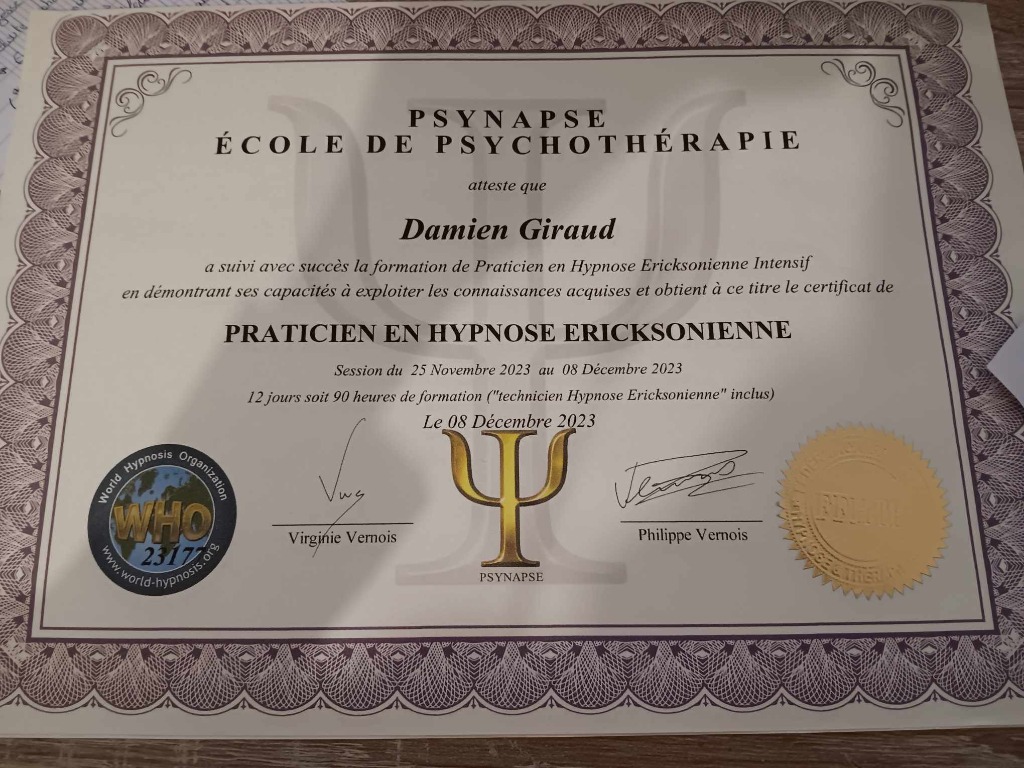 PSYNAPSE
ÉCOLE DE PSYCHOTHÉRAPIE
atteste que
Damien Giraud
a suivi avec succès la formation de Praticien en Hypnose Ericksonienne Intensif
en démontrant ses capacités à exploiter les connaissances acquises et obtient à ce titre le certificat de
PRATICIEN EN HYPNOSE ERICKSONIENNE
Session du 25 Novembre 2023 au 08 Décembre 2023
12 jours soit 90 heures de formation ("technicien Hypnose Ericksonienne" inclus)
Le 08 Décembre 2023
World Hypnosis Organization
WHO
23177
www.world-hypnosis.org
Virginie Vernois
PSYNAPSE
Philippe Vernois